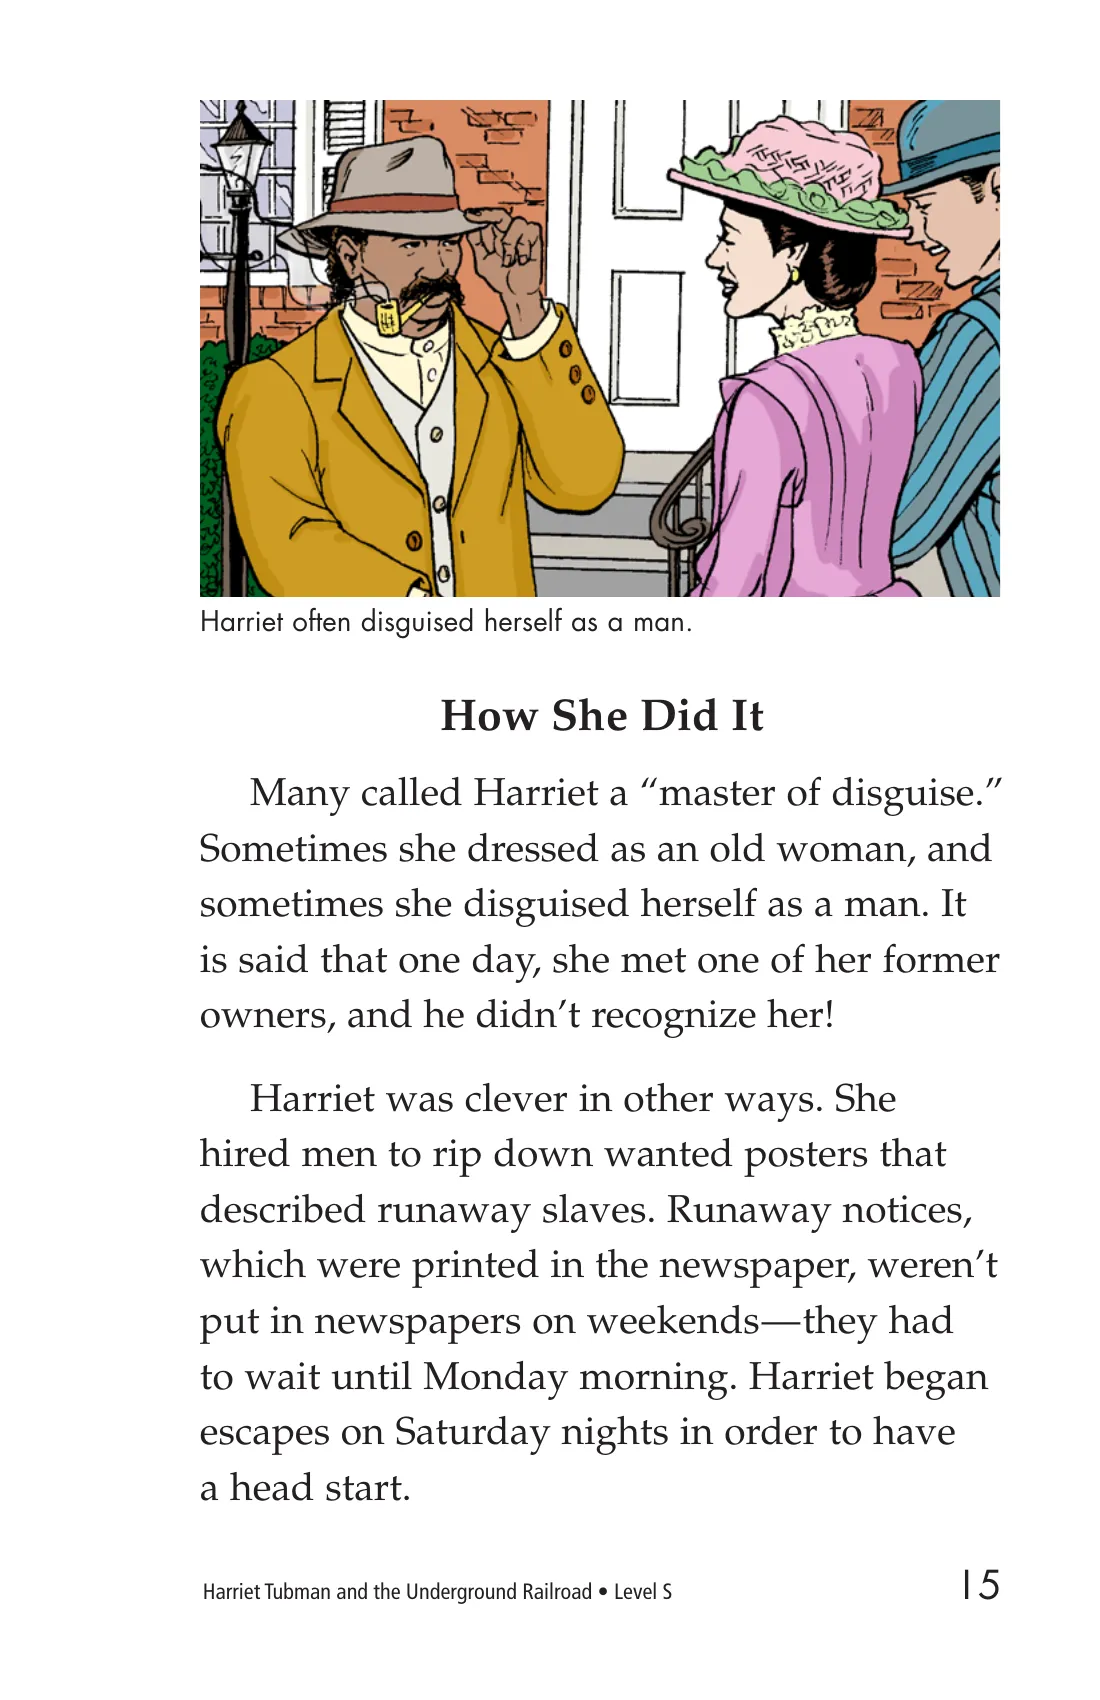 Harriet often disguised herself as a man.
How She Did It
Many called Harriet a “master of disguise.”
Sometimes she dressed as an old woman, and
sometimes she disguised herself as a man. It
is said that one day, she met one of her former
owners, and he didn’t recognize her!
Harriet was clever in other ways. She
hired men to rip down wanted posters that
described runaway slaves. Runaway notices,
which were printed in the newspaper, weren’t
put in newspapers on weekends—they had
to wait until Monday morning. Harriet began
escapes on Saturday nights in order to have
a head start.
Harriet Tubman and the Underground Railroad • Level S
15